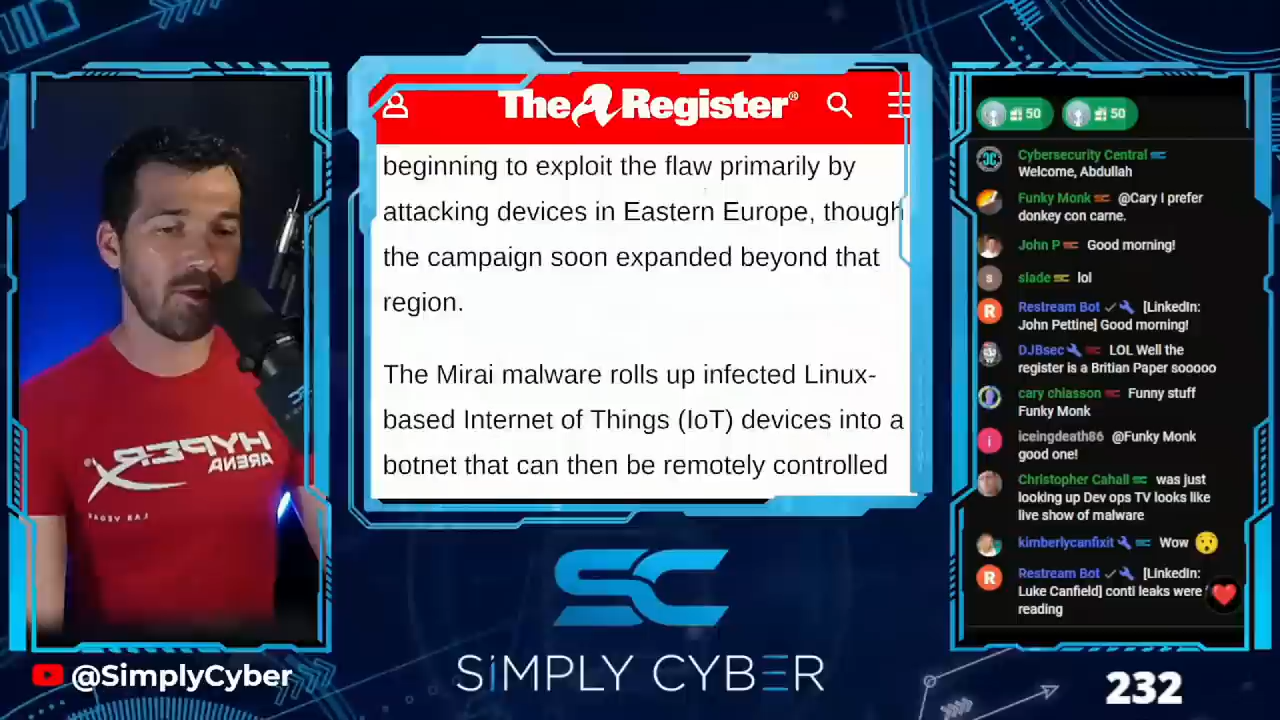 The Register®
beginning to exploit the flaw primarily by
attacking devices in Eastern Europe, though
the campaign soon expanded beyond that
region.
The Mirai malware rolls up infected Linux-
based Internet of Things (IoT) devices into a
botnet that can then be remotely controlled
HYPERX
ARENA
LAS VEGAS
SC
SIMPLY CYBER
@SimplyCyber
50
50
Cybersecurity Central
Welcome, Abdullah
Funky Monk @Cary I prefer
donkey con carne.
John P Good morning!
s
slade lol
R
Restream Bot [LinkedIn:
John Pettine] Good morning!
DJBsec LOL Well the
register is a Britian Paper sooooo
cary chiasson Funny stuff
Funky Monk
i
iceingdeath86 @Funky Monk
good one!
Christopher Cahall was just
looking up Dev ops TV looks like
live show of malware
kimberlycanfixit Wow
R
Restream Bot [LinkedIn:
Luke Canfield] conti leaks were
reading
232